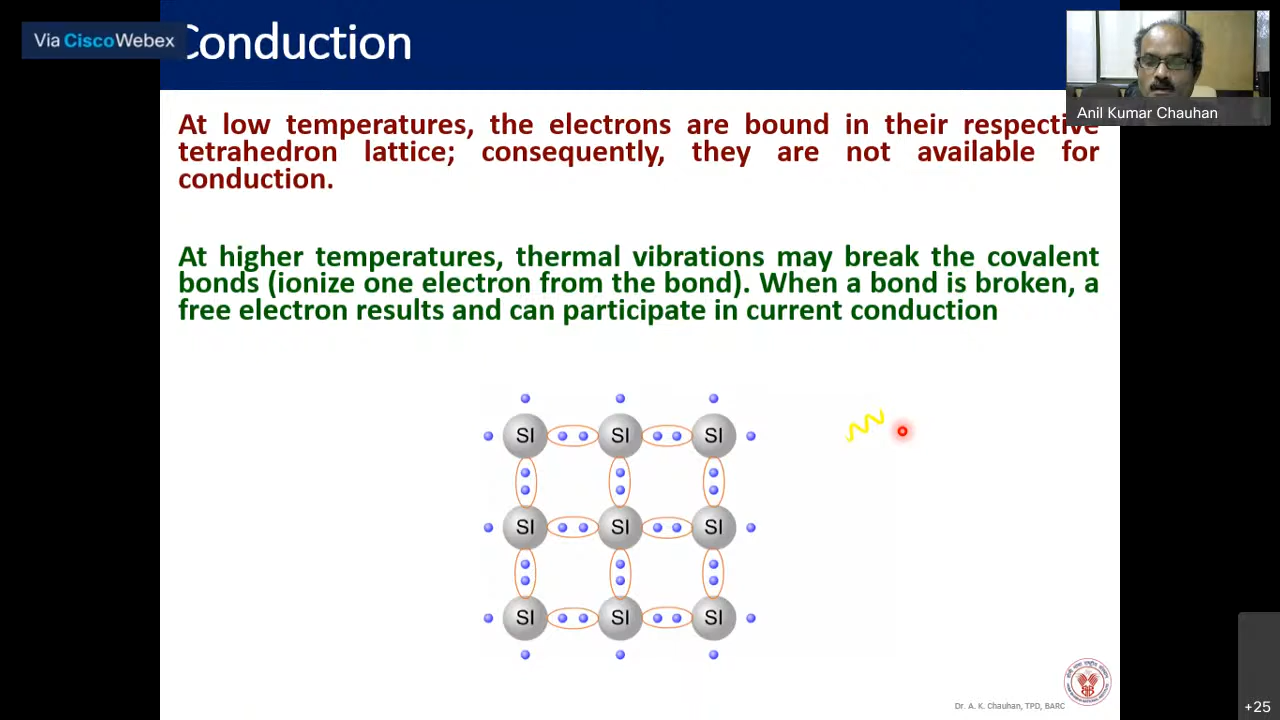 Via CiscoWebex
Conduction
Anil Kumar Chauhan
At low temperatures, the electrons are bound in their respective
tetrahedron lattice; consequently, they are not available for
conduction.
At higher temperatures, thermal vibrations may break the covalent
bonds (ionize one electron from the bond). When a bond is broken, a
free electron results and can participate in current conduction
SI SI SI
SI SI SI
SI SI SI
Dr. A. K. Chauhan, TPD, BARC
+25